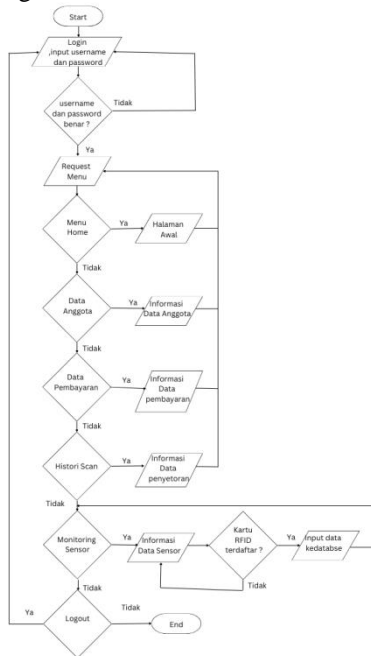 Start
Login
,input username
dan password
username
dan password
benar ?
Tidak
Ya
Request
Menu
Menu
Home
Ya
Halaman
Awal
Tidak
Data
Anggota
Ya
Informasi
Data Anggota
Tidak
Data
Pembayaran
Ya
Informasi
Data
pembayaran
Tidak
Histori Scan
Ya
Informasi
Data
penyetoran
Tidak
Monitoring
Sensor
Ya
Informasi
Data Sensor
Kartu
RFID
terdaftar ?
Ya
Input data
kedatabse
Tidak
Tidak
Ya
Logout
Tidak
End